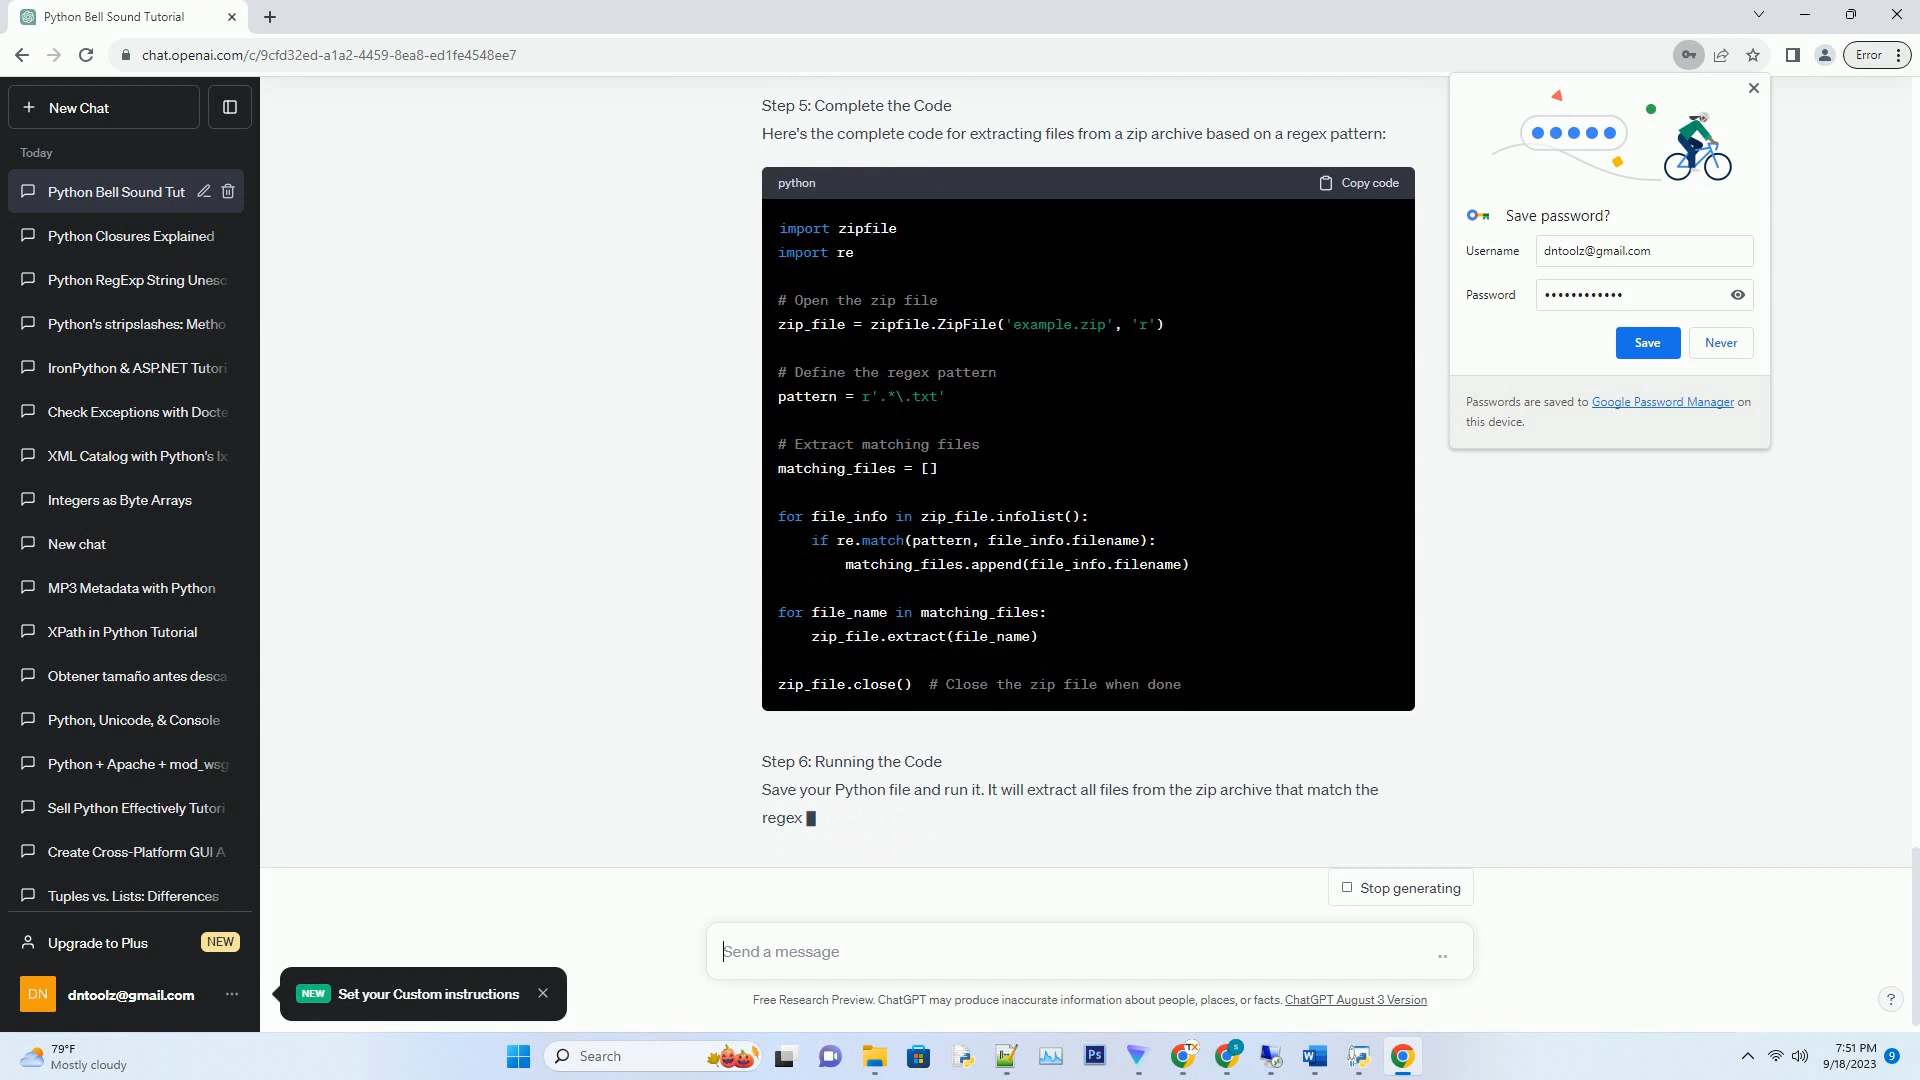 Python Bell Sound Tutorial
chat.openai.com/c/9cfd32ed-a1a2-4459-8ea8-ed1fe4548ee7
Error
New Chat
Today
Python Bell Sound Tut
Python Closures Explained
Python RegExp String Unesc
Python's stripslashes: Metho
IronPython & ASP.NET Tutori
Check Exceptions with Docte
XML Catalog with Python's lx
Integers as Byte Arrays
New chat
MP3 Metadata with Python
XPath in Python Tutorial
Obtener tamaño antes desca
Python, Unicode, & Console
Python + Apache + mod_wsg
Sell Python Effectively Tutori
Create Cross-Platform GUI A
Tuples vs. Lists: Differences
Upgrade to Plus NEW
DN dntoolz@gmail.com
Step 5: Complete the Code
Here's the complete code for extracting files from a zip archive based on a regex pattern:
python Copy code
import zipfile
import re
# Open the zip file
zip_file = zipfile.ZipFile('example.zip', 'r')
# Define the regex pattern
pattern = r'.*\.txt'
# Extract matching files
matching_files = []
for file_info in zip_file.infolist():
    if re.match(pattern, file_info.filename):
        matching_files.append(file_info.filename)
for file_name in matching_files:
    zip_file.extract(file_name)
zip_file.close()  # Close the zip file when done
Step 6: Running the Code
Save your Python file and run it. It will extract all files from the zip archive that match the
regex
Stop generating
Send a message
Free Research Preview. ChatGPT may produce inaccurate information about people, places, or facts. ChatGPT August 3 Version
NEW Set your Custom instructions
?
Save password?
Username dntoolz@gmail.com
Password ••••••••••••
Save Never
Passwords are saved to Google Password Manager on
this device.
79°F
Mostly cloudy
Search
Ps
TX
S
W
7:51 PM
9/18/2023
9